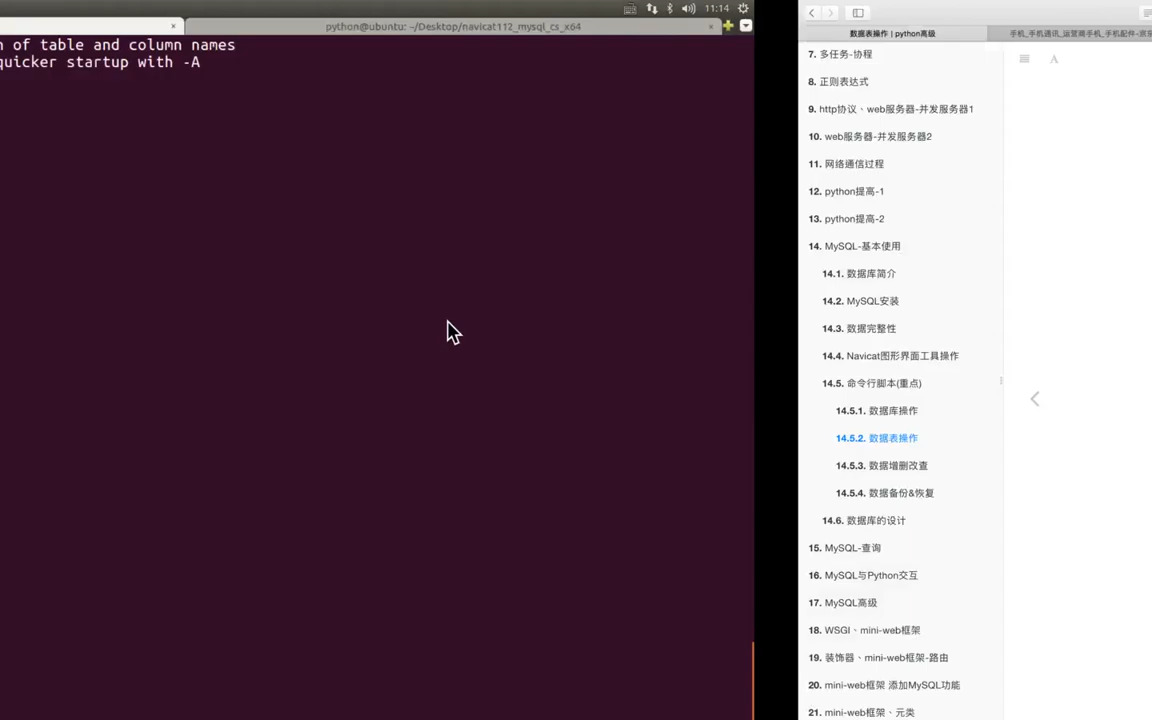 11:14
python@ubuntu: ~/Desktop/navicat112_mysql_cs_x64
n of table and column names
quicker startup with -A
数据表操作 | python高级
手机_手机通讯_运营商手机_手机配件-京东
7. 多任务-协程
8. 正则表达式
9. http协议、web服务器-并发服务器1
10. web服务器-并发服务器2
11. 网络通信过程
12. python提高-1
13. python提高-2
14. MySQL-基本使用
14.1. 数据库简介
14.2. MySQL安装
14.3. 数据完整性
14.4. Navicat图形界面工具操作
14.5. 命令行脚本(重点)
14.5.1. 数据库操作
14.5.2. 数据表操作
14.5.3. 数据增删改查
14.5.4. 数据备份&恢复
14.6. 数据库的设计
15. MySQL-查询
16. MySQL与Python交互
17. MySQL高级
18. WSGI、mini-web框架
19. 装饰器、mini-web框架-路由
20. mini-web框架 添加MySQL功能
21. mini-web框架、元类
A